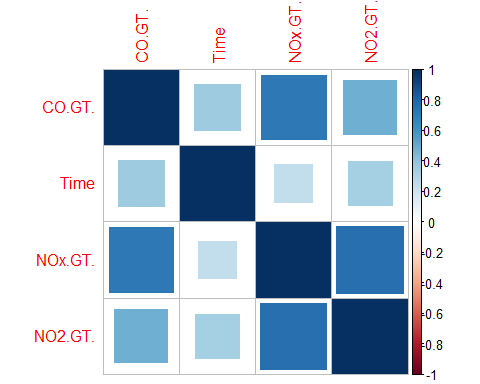 CO.GT.
Time
NOx.GT.
NO2.GT.
CO.GT.
Time
NOx.GT.
NO2.GT.
1
0.8
0.6
0.4
0.2
0
-0.2
-0.4
-0.6
-0.8
-1